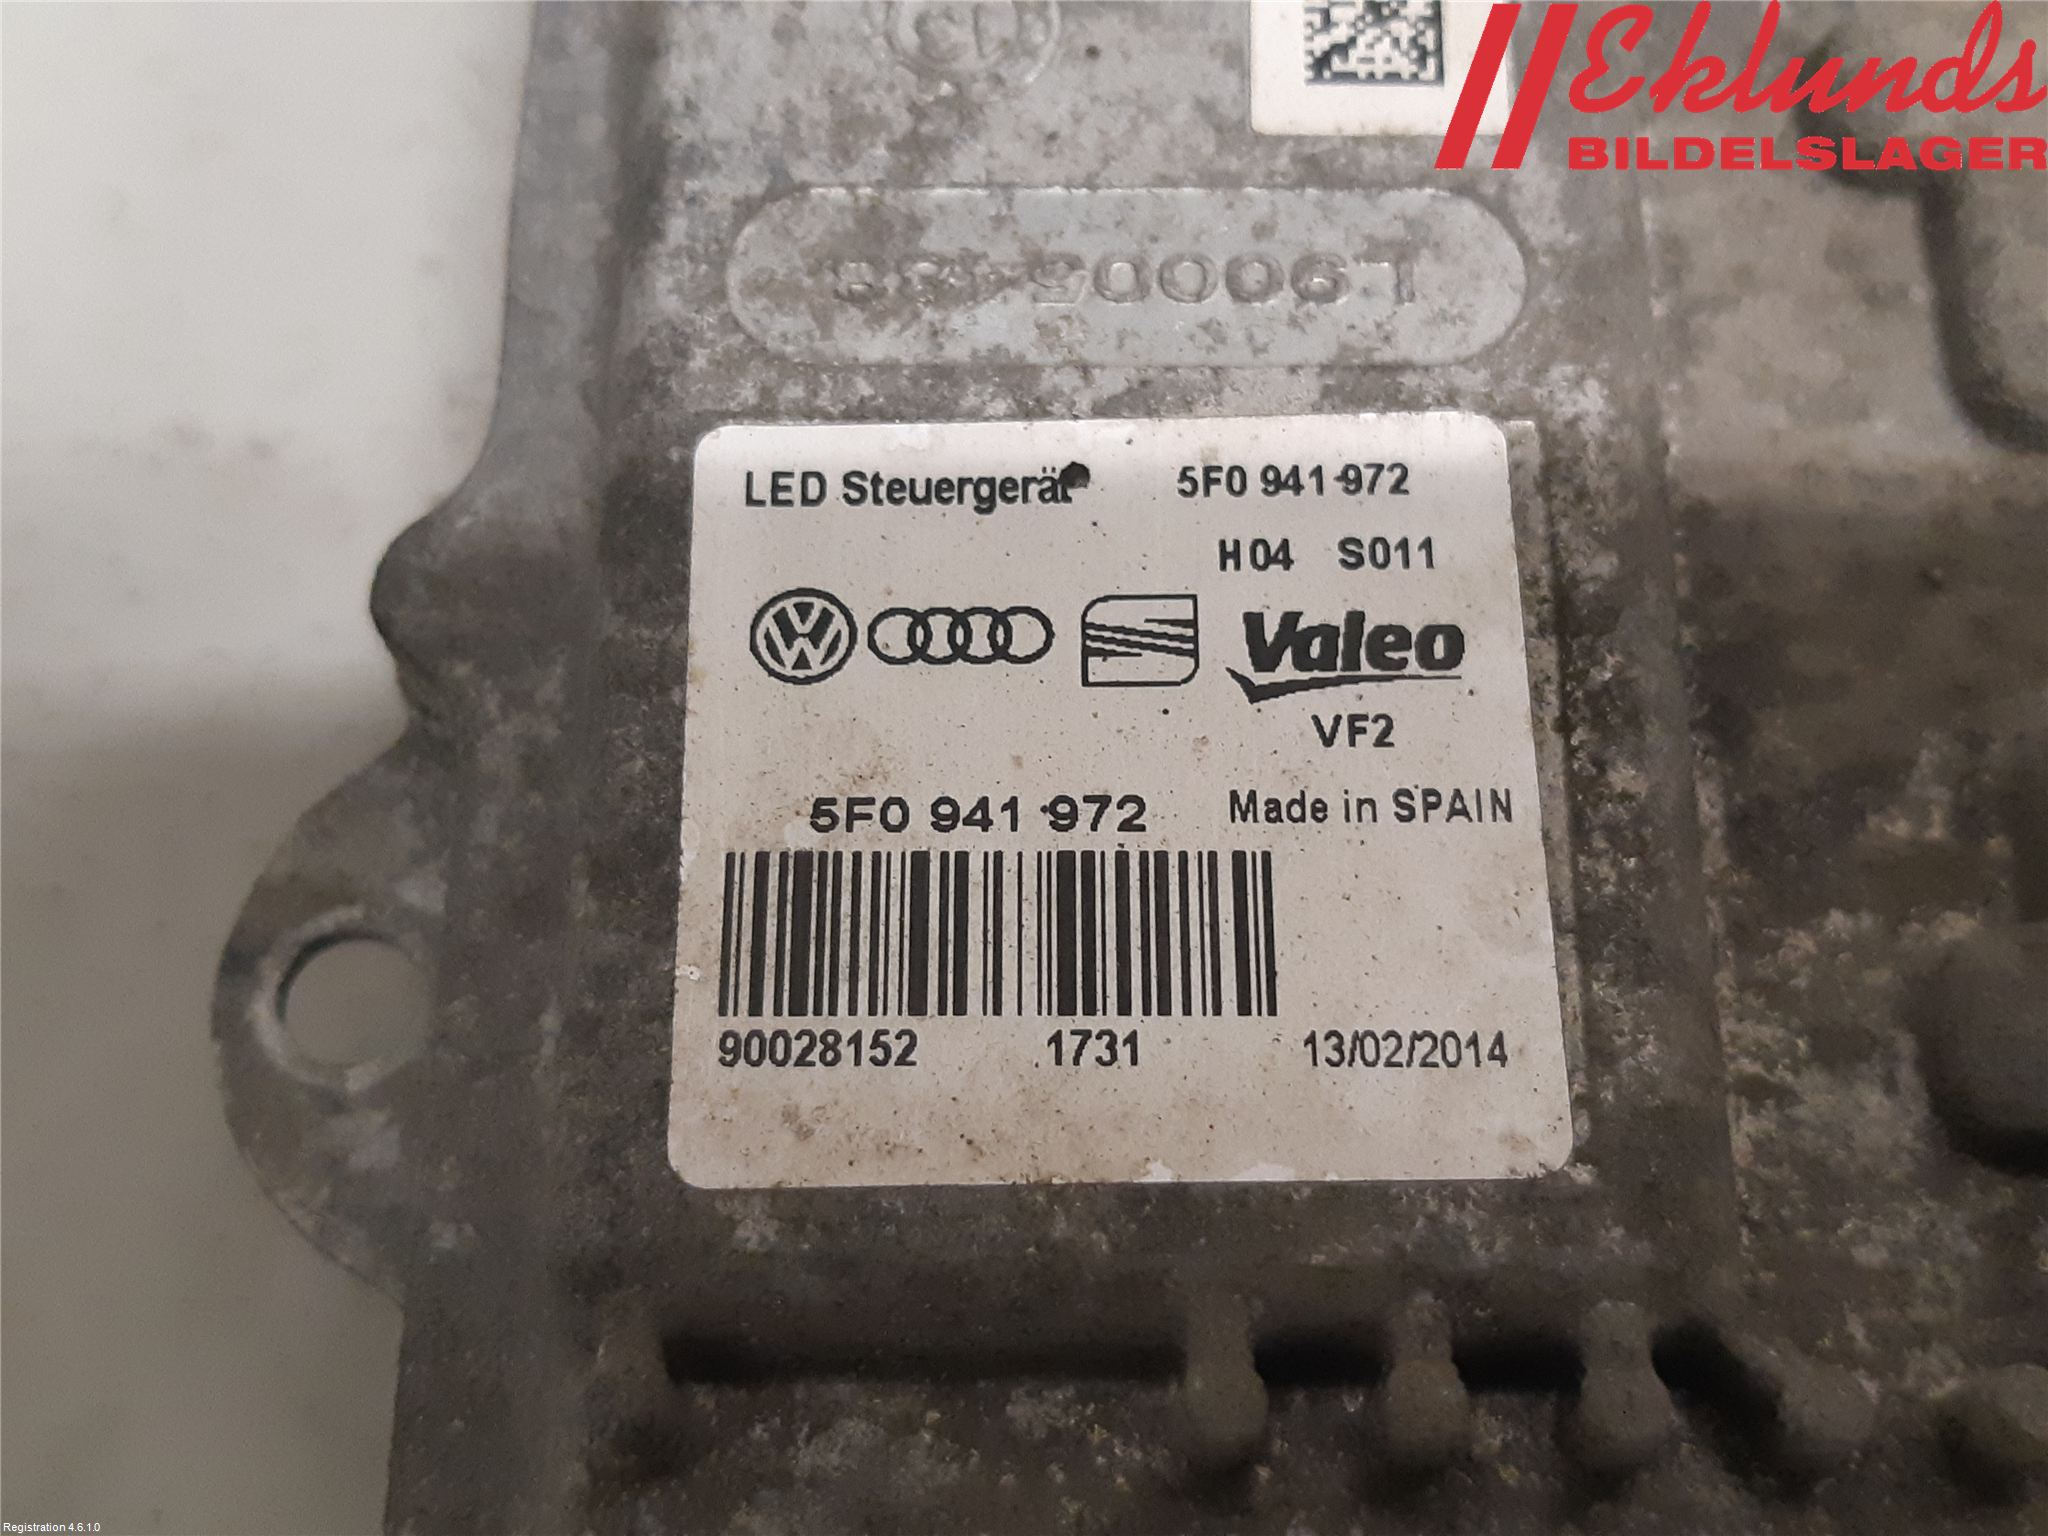 Eklunds
BILDELSLAGER
LED Steuergerät 5F0 941 972
H04 S011
Valeo
VF2
5F0 941 972 Made in SPAIN
90028152 1731 13/02/2014
Registration 4.6.1.0